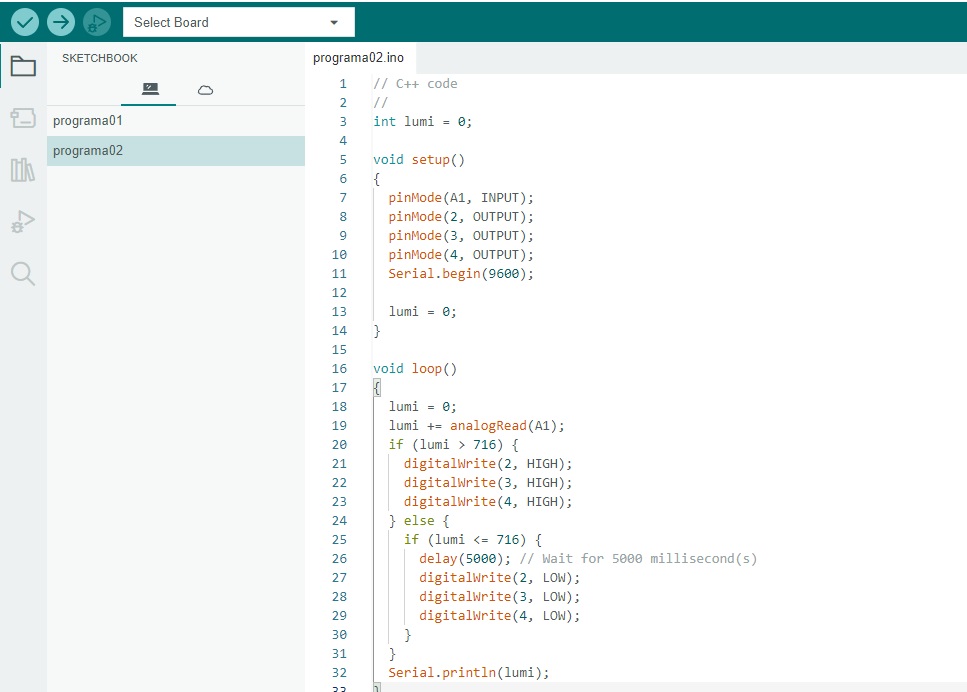 Select Board
SKETCHBOOK
programa01
programa02
programa02.ino
1 // C++ code
2 //
3 int lumi = 0;
4
5 void setup()
6 {
7 pinMode(A1, INPUT);
8 pinMode(2, OUTPUT);
9 pinMode(3, OUTPUT);
10 pinMode(4, OUTPUT);
11 Serial.begin(9600);
12
13 lumi = 0;
14 }
15
16 void loop()
17 {
18 lumi = 0;
19 lumi += analogRead(A1);
20 if (lumi > 716) {
21 digitalWrite(2, HIGH);
22 digitalWrite(3, HIGH);
23 digitalWrite(4, HIGH);
24 } else {
25 if (lumi <= 716) {
26 delay(5000); // Wait for 5000 millisecond(s)
27 digitalWrite(2, LOW);
28 digitalWrite(3, LOW);
29 digitalWrite(4, LOW);
30 }
31 }
32 Serial.println(lumi);
33 }